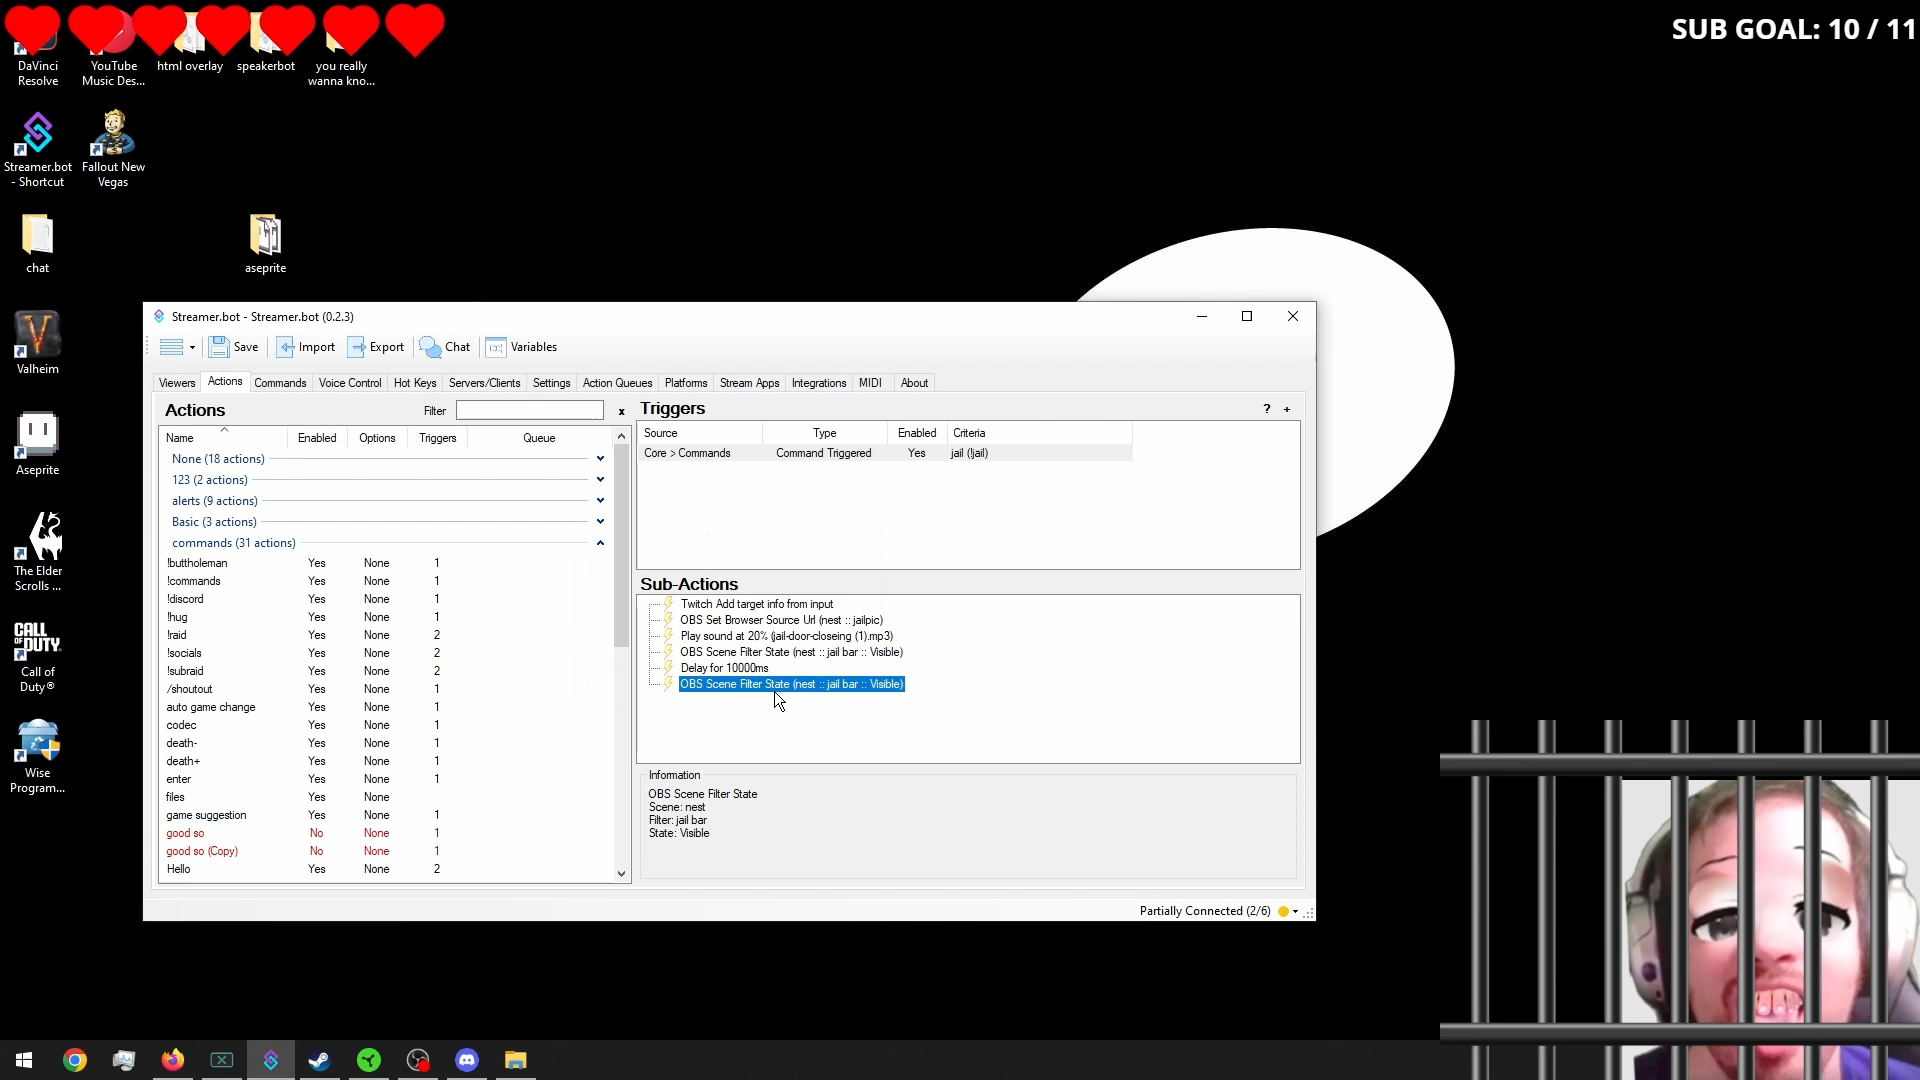 SUB GOAL: 10 / 11
DaVinci
Resolve
YouTube
Music Des...
html overlay
speakerbot
you really
wanna kno...
Streamer.bot
- Shortcut
Fallout New
Vegas
chat
aseprite
Valheim
Aseprite
The Elder
Scrolls ...
CALL OF DUTY
Call of
Duty®
Wise
Program...
Streamer.bot - Streamer.bot (0.2.3)
Save
Import
Export
Chat
Variables
Viewers
Actions
Commands
Voice Control
Hot Keys
Servers/Clients
Settings
Action Queues
Platforms
Stream Apps
Integrations
MIDI
About
Actions
Filter
x
Name Enabled Options Triggers Queue
None (18 actions)
123 (2 actions)
alerts (9 actions)
Basic (3 actions)
commands (31 actions)
!buttholeman Yes None 1
!commands Yes None 1
!discord Yes None 1
!hug Yes None 1
!raid Yes None 2
!socials Yes None 2
!subraid Yes None 2
/shoutout Yes None 1
auto game change Yes None 1
codec Yes None 1
death- Yes None 1
death+ Yes None 1
enter Yes None 1
files Yes None
game suggestion Yes None 1
good so No None 1
good so (Copy) No None 1
Hello Yes None 2
Triggers
? +
Source Type Enabled Criteria
Core > Commands Command Triggered Yes jail (!jail)
Sub-Actions
Twitch Add target info from input
OBS Set Browser Source Url (nest :: jailpic)
Play sound at 20% (jail-door-closeing (1).mp3)
OBS Scene Filter State (nest :: jail bar :: Visible)
Delay for 10000ms
OBS Scene Filter State (nest :: jail bar :: Visible)
Information
OBS Scene Filter State
Scene: nest
Filter: jail bar
State: Visible
Partially Connected (2/6)